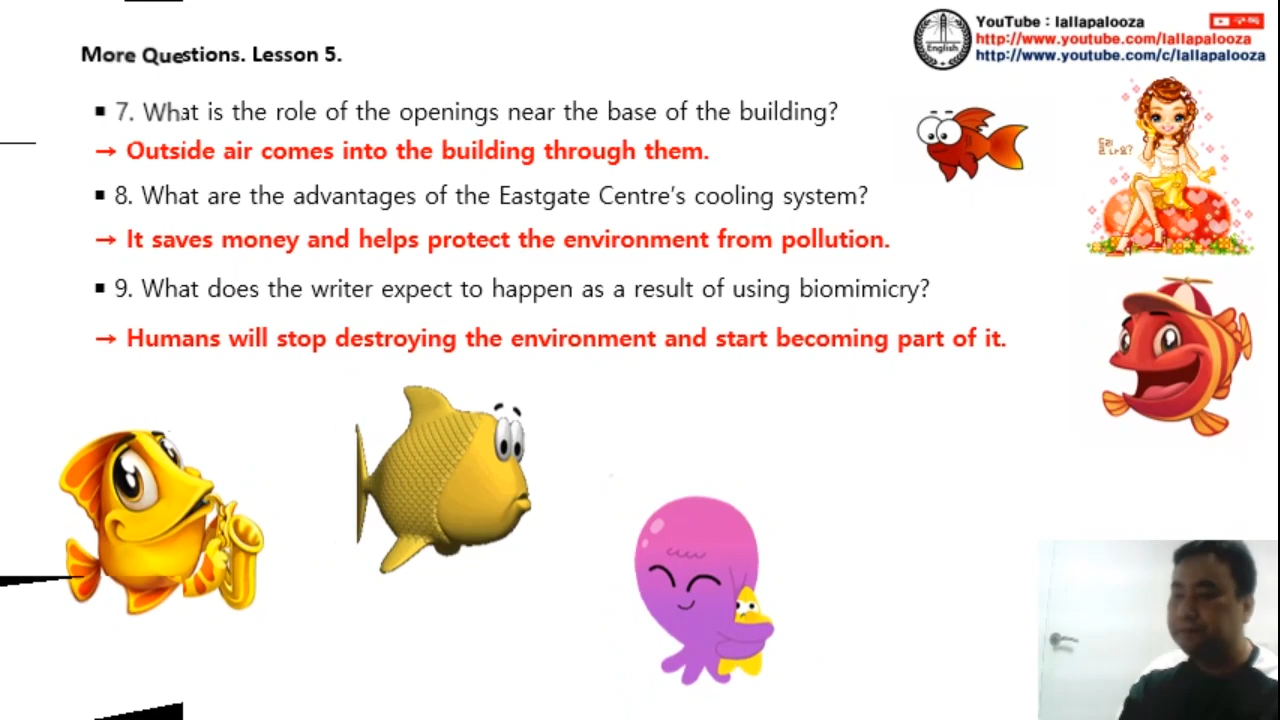 YouTube : lallapalooza
http://www.youtube.com/lallapalooza
English
http://www.youtube.com/c/lallapalooza
More Questions. Lesson 5.
▪ 7. What is the role of the openings near the base of the building?
→ Outside air comes into the building through them.
▪ 8. What are the advantages of the Eastgate Centre’s cooling system?
→ It saves money and helps protect the environment from pollution.
▪ 9. What does the writer expect to happen as a result of using biomimicry?
→ Humans will stop destroying the environment and start becoming part of it.